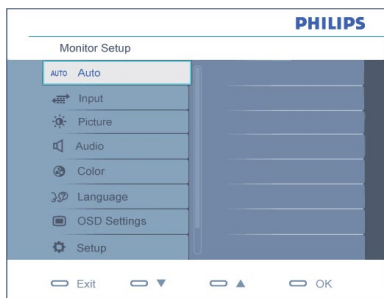 PHILIPS
Monitor Setup
AUTO Auto
Input
Picture
Audio
Color
Language
OSD Settings
Setup
Exit ▼ ▲ OK